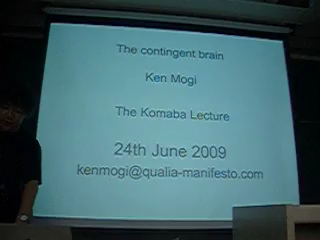 The contingent brain
Ken Mogi
The Komaba Lecture
24th June 2009
kenmogi@qualia-manifesto.com